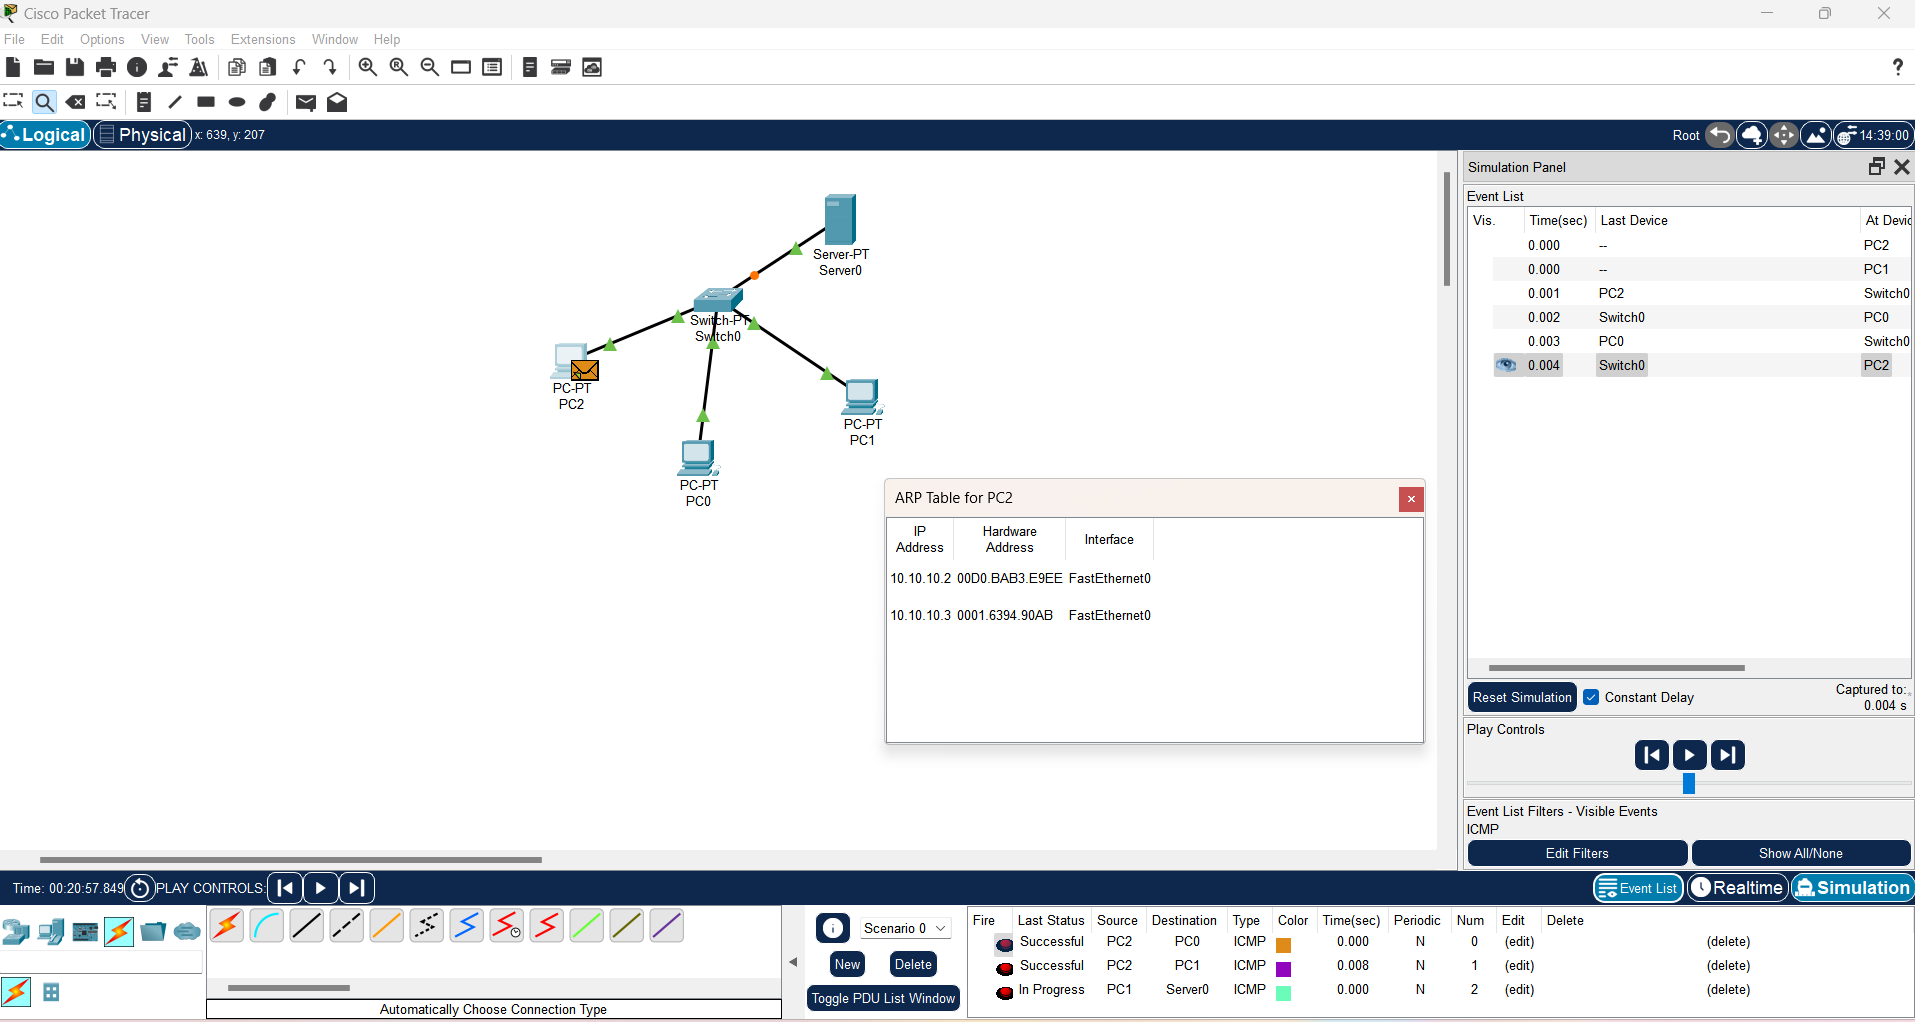 Cisco Packet Tracer
File Edit Options View Tools Extensions Window Help
?
Logical Physical x: 639, y: 207
Root 14:39:00
Server-PT
Server0
Switch-PT
Switch0
PC-PT
PC2
PC-PT
PC1
PC-PT
PC0
ARP Table for PC2
IP Address Hardware Address Interface
10.10.10.2 00D0.BAB3.E9EE FastEthernet0
10.10.10.3 0001.6394.90AB FastEthernet0
Simulation Panel
Event List
Vis. Time(sec) Last Device At Devic
0.000 -- PC2
0.000 -- PC1
0.001 PC2 Switch0
0.002 Switch0 PC0
0.003 PC0 Switch0
0.004 Switch0 PC2
Reset Simulation Constant Delay Captured to:
0.004 s
Play Controls
Event List Filters - Visible Events
ICMP
Edit Filters Show All/None
Time: 00:20:57.849 PLAY CONTROLS: Event List Realtime Simulation
Automatically Choose Connection Type
Scenario 0
New Delete
Toggle PDU List Window
Fire Last Status Source Destination Type Color Time(sec) Periodic Num Edit Delete
Successful PC2 PC0 ICMP 0.000 N 0 (edit) (delete)
Successful PC2 PC1 ICMP 0.008 N 1 (edit) (delete)
In Progress PC1 Server0 ICMP 0.000 N 2 (edit) (delete)